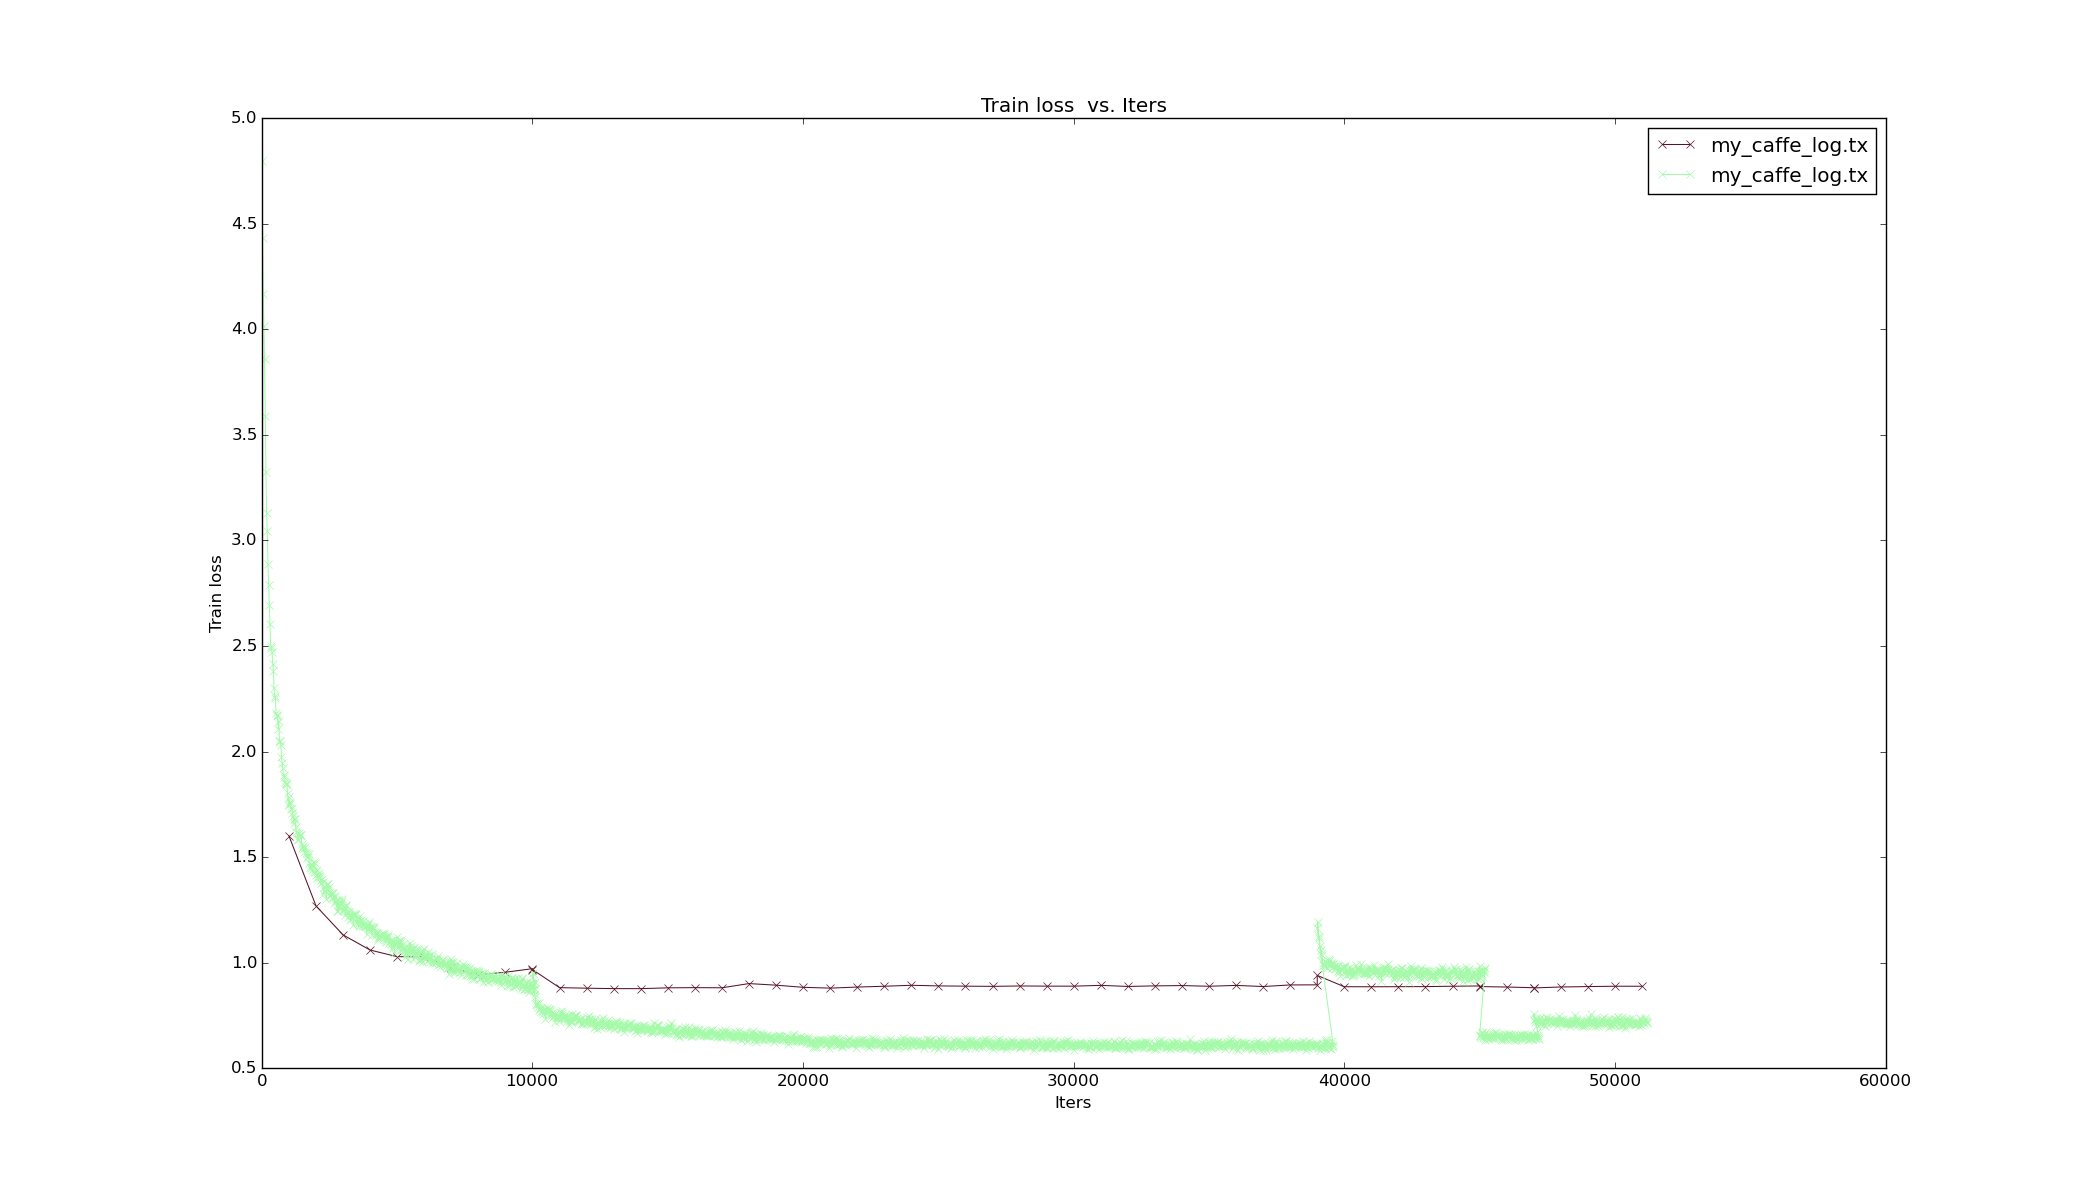 Train loss  vs. Iters
5.0
my_caffe_log.tx
my_caffe_log.tx
4.5
4.0
3.5
3.0
Train loss
2.5
2.0
1.5
1.0
0.5
0 10000 20000 30000 40000 50000 60000
Iters